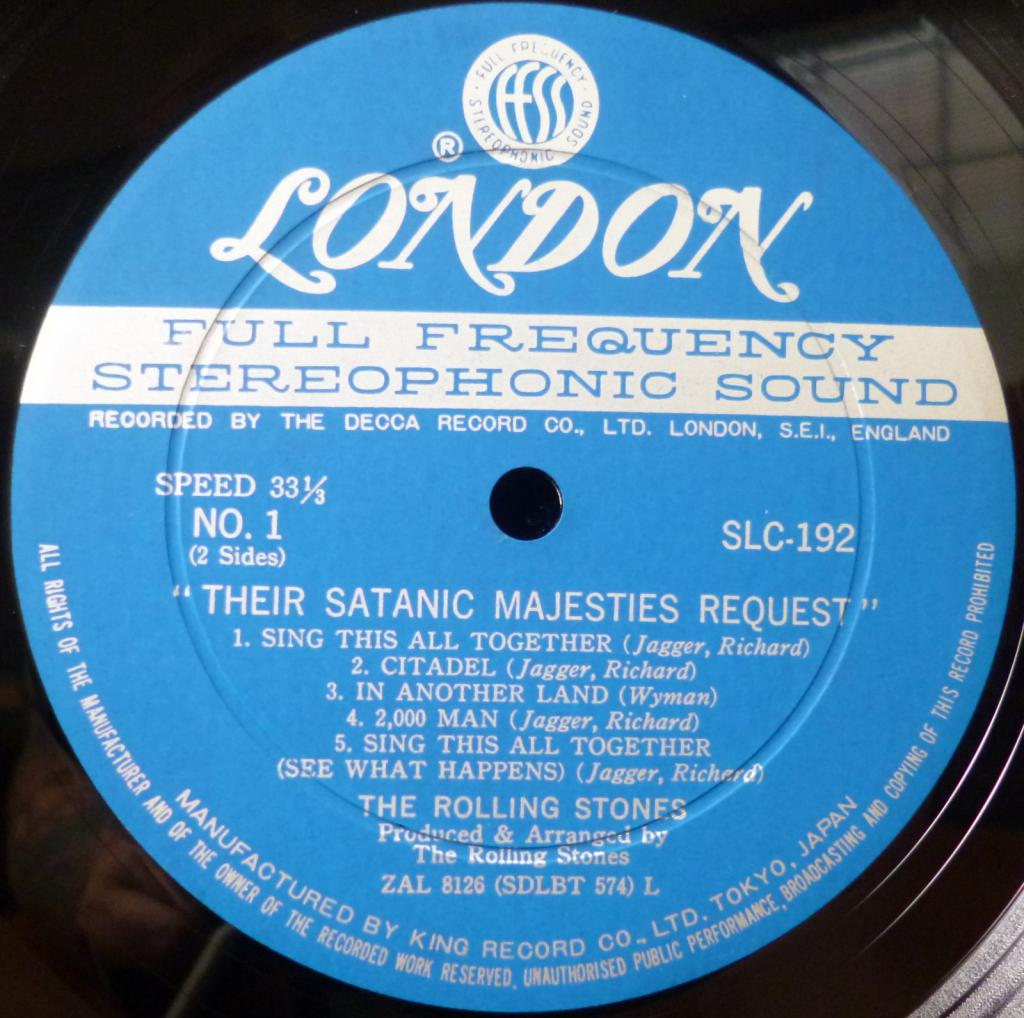 FULL FREQUENCY
ffss
STEREOPHONIC SOUND
®
LONDON
FULL FREQUENCY
STEREOPHONIC SOUND
RECORDED BY THE DECCA RECORD CO., LTD. LONDON, S.E.I., ENGLAND
SPEED 33⅓
NO. 1
(2 Sides)
SLC-192
"THEIR SATANIC MAJESTIES REQUEST"
1. SING THIS ALL TOGETHER (Jagger, Richard)
2. CITADEL (Jagger, Richard)
3. IN ANOTHER LAND (Wyman)
4. 2,000 MAN (Jagger, Richard)
5. SING THIS ALL TOGETHER
(SEE WHAT HAPPENS) (Jagger, Richard)
THE ROLLING STONES
Produced & Arranged by
The Rolling Stones
ZAL 8126 (SDLBT 574) L
MANUFACTURED BY KING RECORD CO., LTD. TOKYO, JAPAN
ALL RIGHTS OF THE MANUFACTURER AND OF THE OWNER OF THE RECORDED WORK RESERVED. UNAUTHORISED PUBLIC PERFORMANCE, BROADCASTING AND COPYING OF THIS RECORD PROHIBITED